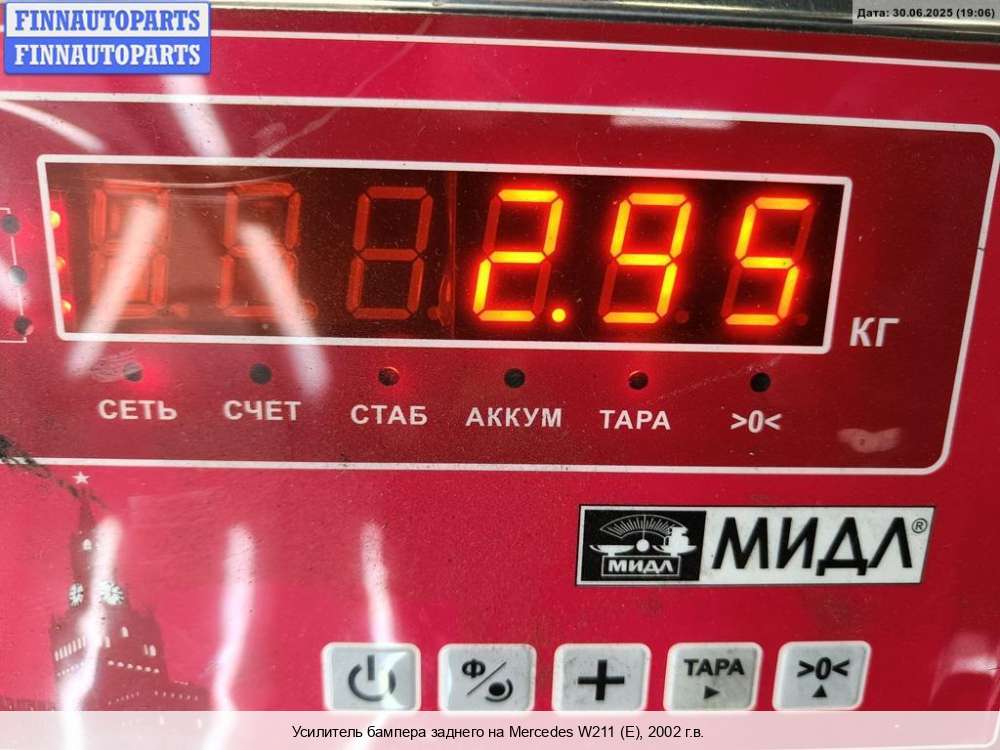 FINNAUTOPARTS
FINNAUTOPARTS
Дата: 30.06.2025 (19:06)
2.95
КГ
СЕТЬ СЧЕТ СТАБ АККУМ ТАРА >0<
МИДЛ МИДЛ®
Ф/ + ТАРА >0<
Усилитель бампера заднего на Mercedes W211 (E), 2002 г.в.